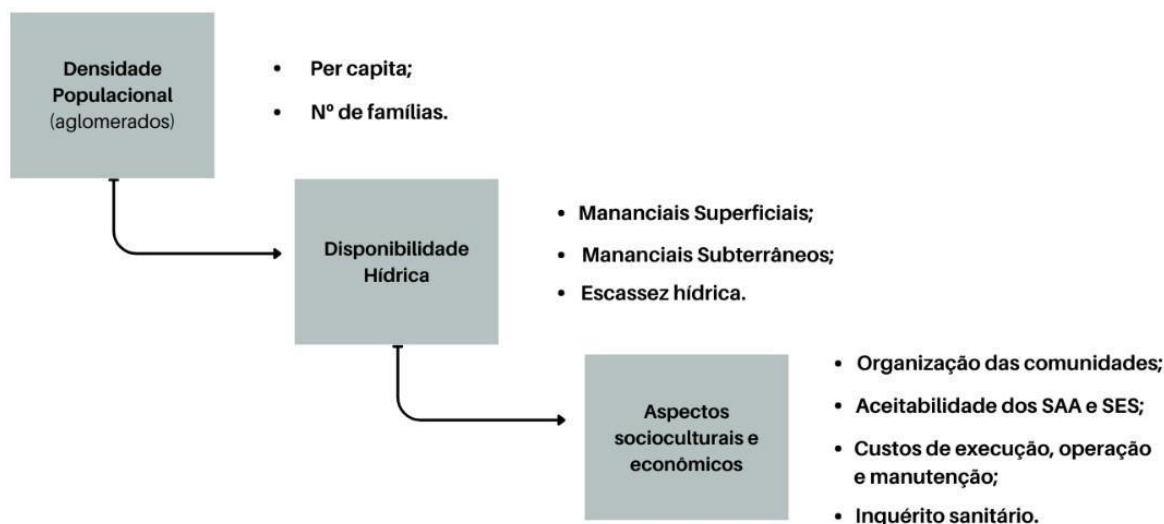 Densidade
Populacional
(aglomerados)
• Per capita;
• Nº de famílias.
Disponibilidade
Hídrica
• Mananciais Superficiais;
• Mananciais Subterrâneos;
• Escassez hídrica.
Aspectos
socioculturais e
econômicos
• Organização das comunidades;
• Aceitabilidade dos SAA e SES;
• Custos de execução, operação
e manutenção;
• Inquérito sanitário.